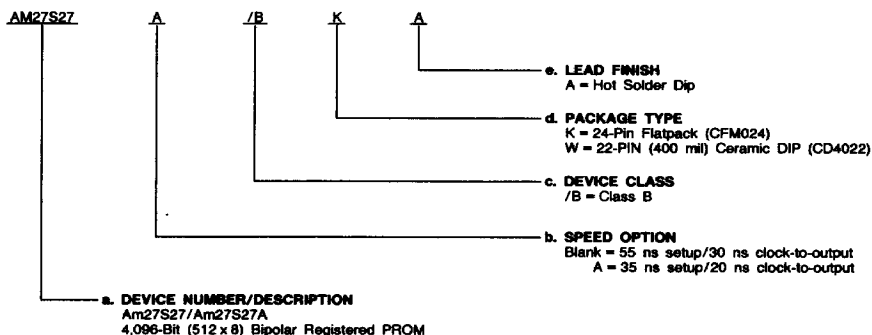 AM27S27 A /B K A
e. LEAD FINISH
A = Hot Solder Dip
d. PACKAGE TYPE
K = 24-Pin Flatpack (CFM024)
W = 22-PIN (400 mil) Ceramic DIP (CD4022)
c. DEVICE CLASS
/B = Class B
b. SPEED OPTION
Blank = 55 ns setup/30 ns clock-to-output
A = 35 ns setup/20 ns clock-to-output
a. DEVICE NUMBER/DESCRIPTION
Am27S27/Am27S27A
4,096-Bit (512 x 8) Bipolar Registered PROM